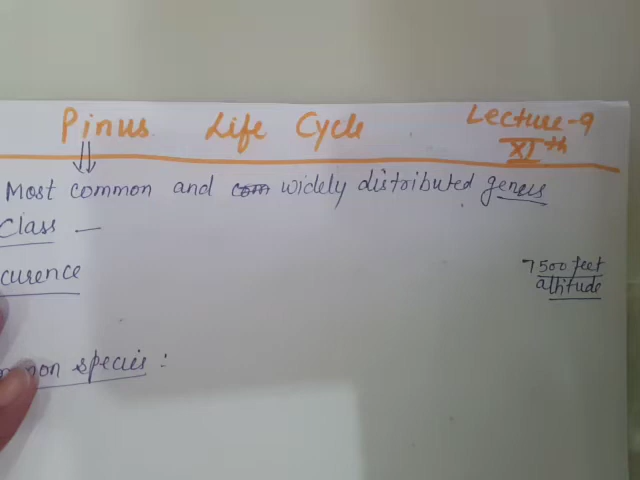 Pinus Life Cycle
Lecture-9
XIth
Most common and com widely distributed genus
Class —
curence
7500 feet
altitude
mon species :